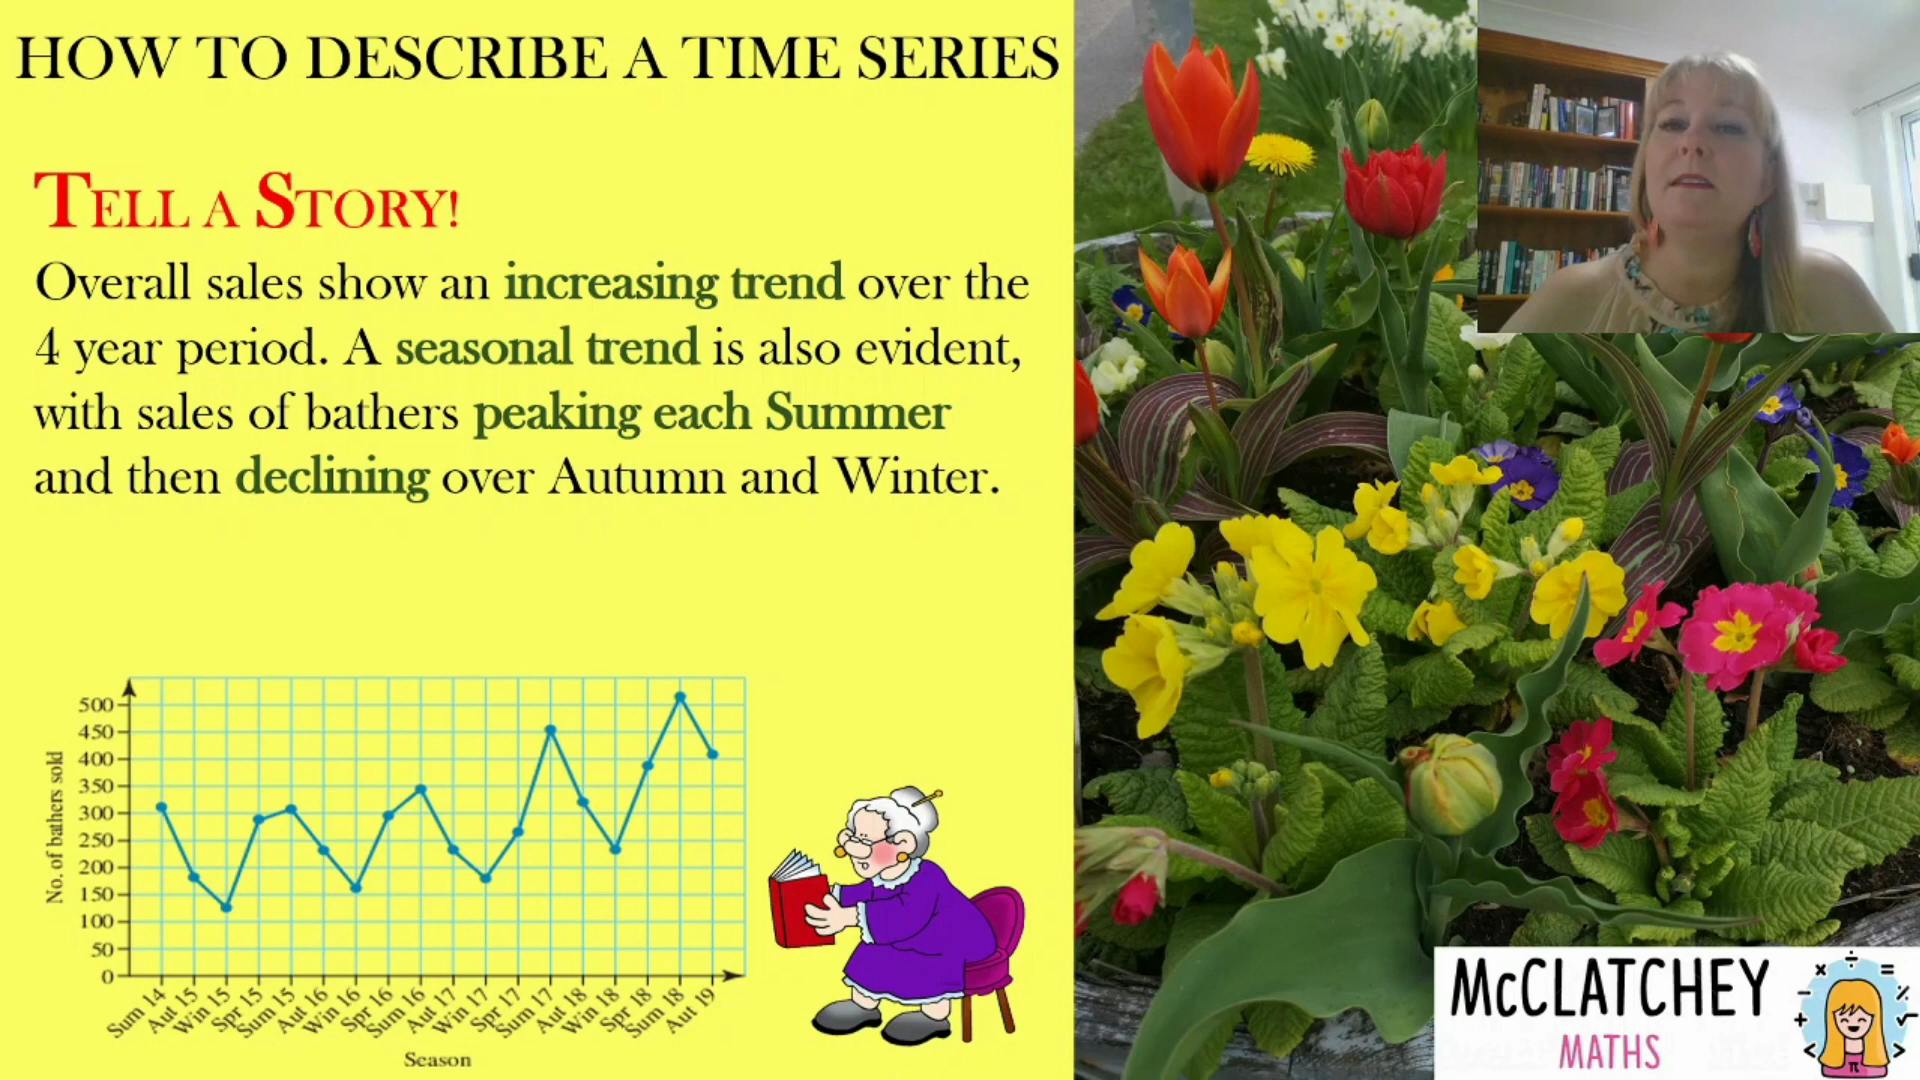 HOW TO DESCRIBE A TIME SERIES
TELL A STORY!
Overall sales show an increasing trend over the
4 year period. A seasonal trend is also evident,
with sales of bathers peaking each Summer
and then declining over Autumn and Winter.
No. of bathers sold
500
450
400
350
300
250
200
150
100
50
0
Sum 14
Aut 15
Win 15
Spr 15
Sum 15
Aut 16
Win 16
Spr 16
Sum 16
Aut 17
Win 17
Spr 17
Sum 17
Aut 18
Win 18
Spr 18
Sum 18
Aut 19
Season
McCLATCHEY
MATHS
× ÷ =
− %
+ √
< π >